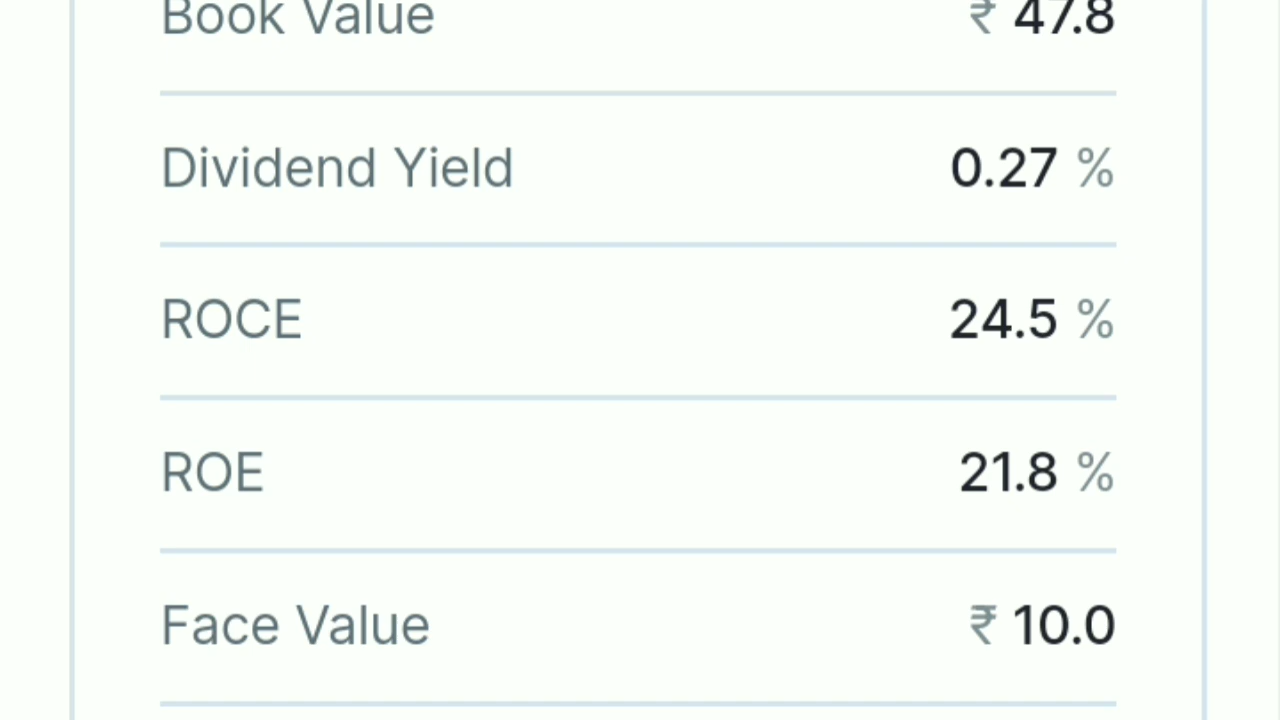 Book Value ₹ 47.8
Dividend Yield 0.27 %
ROCE 24.5 %
ROE 21.8 %
Face Value ₹ 10.0